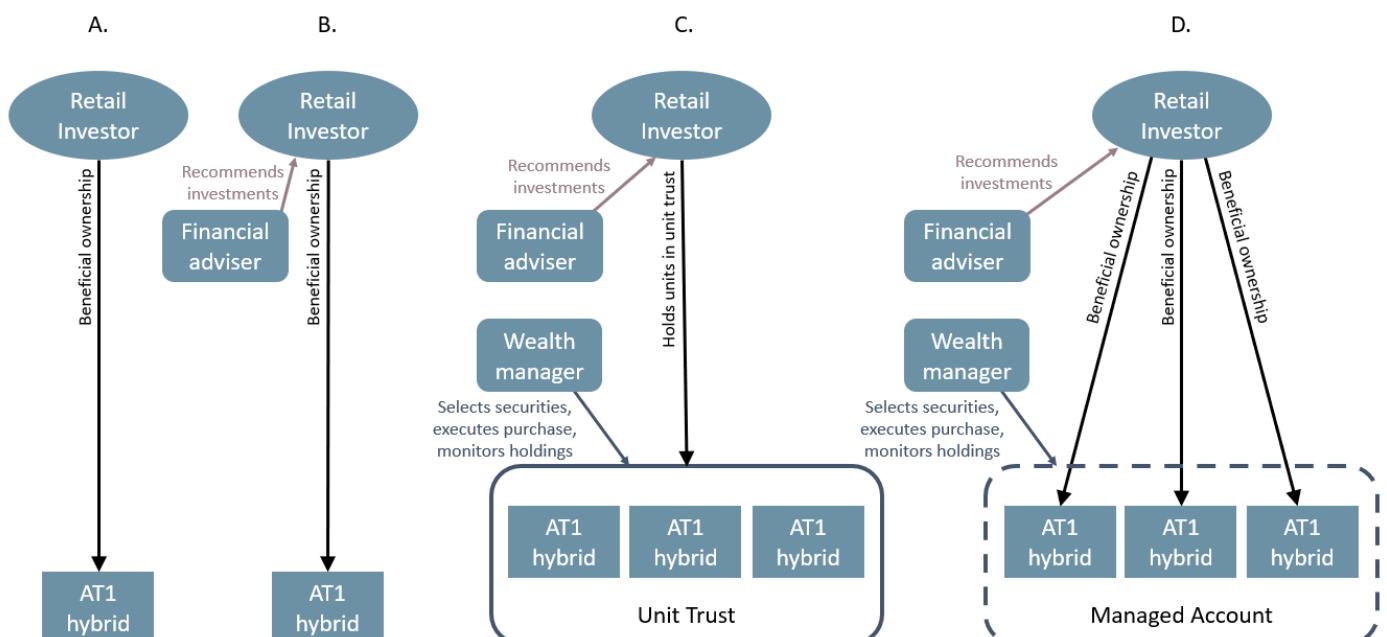 A.
Retail
Investor
Beneficial ownership
AT1
hybrid
B.
Retail
Investor
Recommends
investments
Financial
adviser
Beneficial ownership
AT1
hybrid
C.
Retail
Investor
Recommends
investments
Financial
adviser
Holds units in unit trust
Wealth
manager
Selects securities,
executes purchase,
monitors holdings
AT1
hybrid
AT1
hybrid
AT1
hybrid
Unit Trust
D.
Retail
Investor
Recommends
investments
Financial
adviser
Beneficial ownership
Beneficial ownership
Beneficial ownership
Wealth
manager
Selects securities,
executes purchase,
monitors holdings
AT1
hybrid
AT1
hybrid
AT1
hybrid
Managed Account